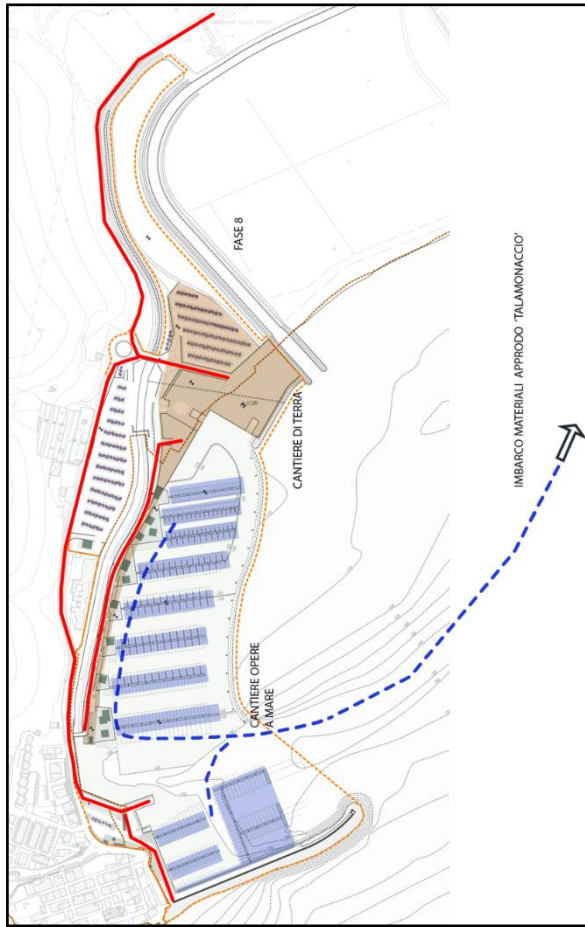 FASE 8
CANTIERE DI TERRA
CANTIERE OPERE
A MARE
IMBARCO MATERIALI APPRODO 'TALAMONACCIO'